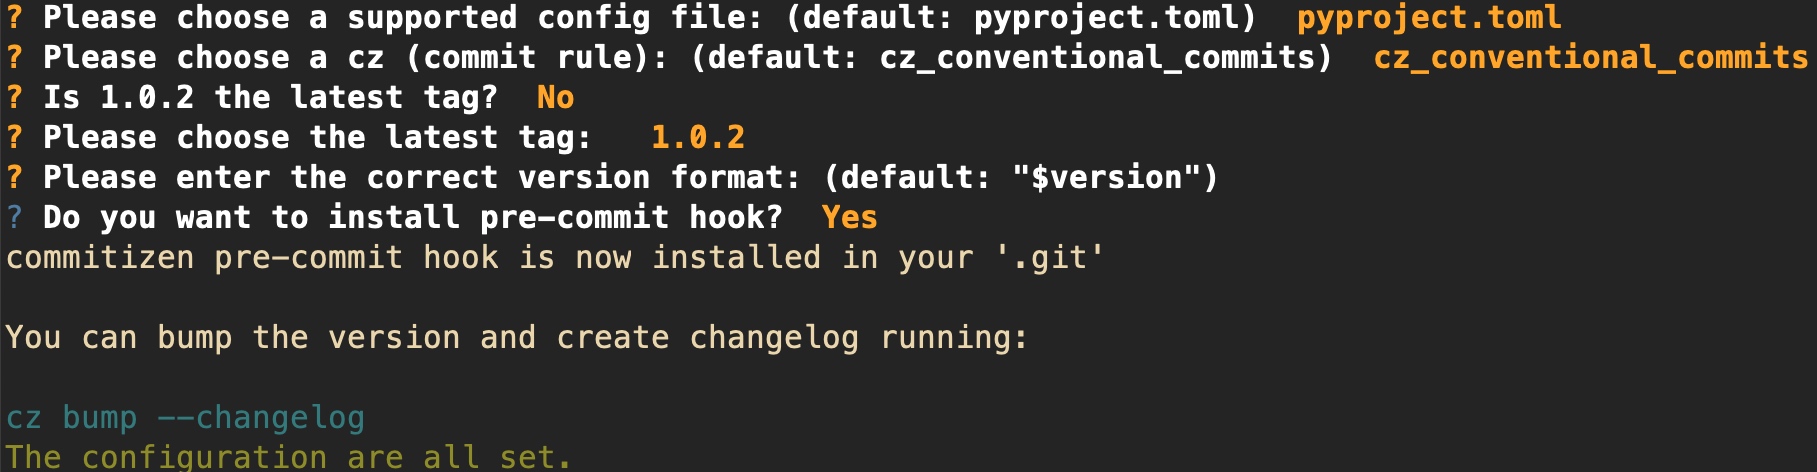 ? Please choose a supported config file: (default: pyproject.toml)  pyproject.toml
? Please choose a cz (commit rule): (default: cz_conventional_commits)  cz_conventional_commits
? Is 1.0.2 the latest tag?  No
? Please choose the latest tag:   1.0.2
? Please enter the correct version format: (default: "$version")
? Do you want to install pre-commit hook?  Yes
commitizen pre-commit hook is now installed in your '.git'
You can bump the version and create changelog running:
cz bump --changelog
The configuration are all set.